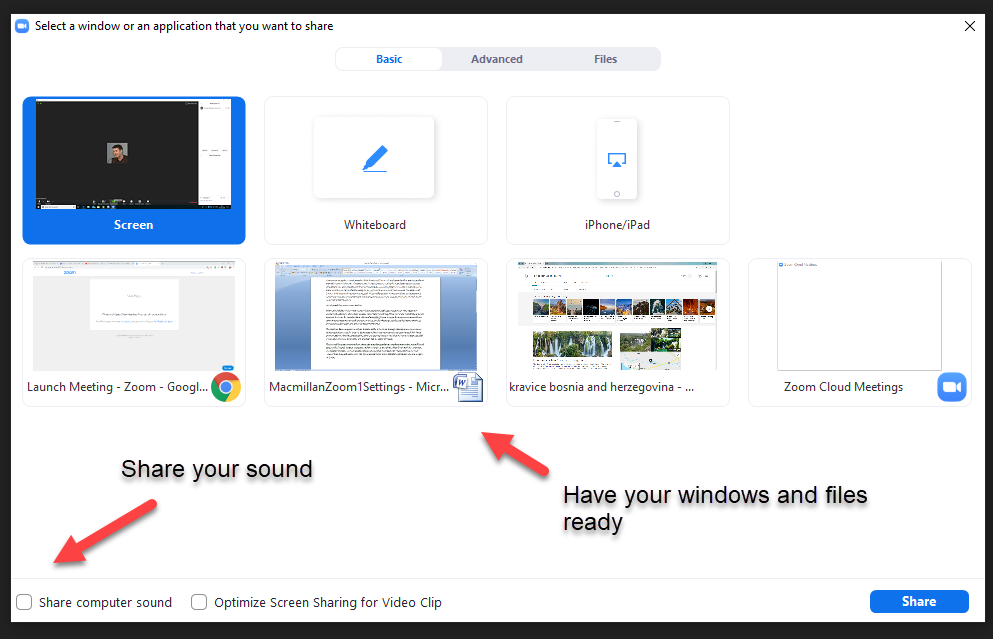 Select a window or an application that you want to share
Basic Advanced Files
Screen
Whiteboard
iPhone/iPad
Launch Meeting - Zoom - Googl...
MacmillanZoom1Settings - Micr...
kravice bosnia and herzegovina - ...
Zoom Cloud Meetings
Share your sound
Have your windows and files
ready
Share computer sound
Optimize Screen Sharing for Video Clip
Share